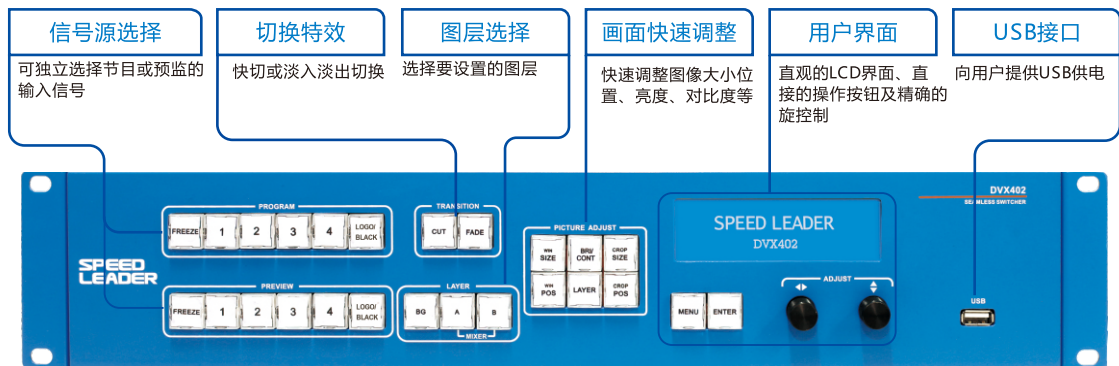 信号源选择
可独立选择节目或预监的
输入信号
切换特效
快切或淡入淡出切换
图层选择
选择要设置的图层
画面快速调整
快速调整图像大小位
置、亮度、对比度等
用户界面
直观的LCD界面、直
接的操作按钮及精确的
旋控制
USB接口
向用户提供USB供电
SPEED
LEADER
PROGRAM
FREEZE 1 2 3 4 LOGO/
BLACK
PREVIEW
FREEZE 1 2 3 4 LOGO/
BLACK
TRANSITION
CUT FADE
LAYER
BG A B
MIXER
PICTURE ADJUST
WIN
SIZE
BRI/
CONT
CROP
SIZE
WIN
POS
LAYER
CROP
POS
SPEED LEADER
DVX402
MENU ENTER
ADJUST
DVX402
SEAMLESS SWITCHER
USB